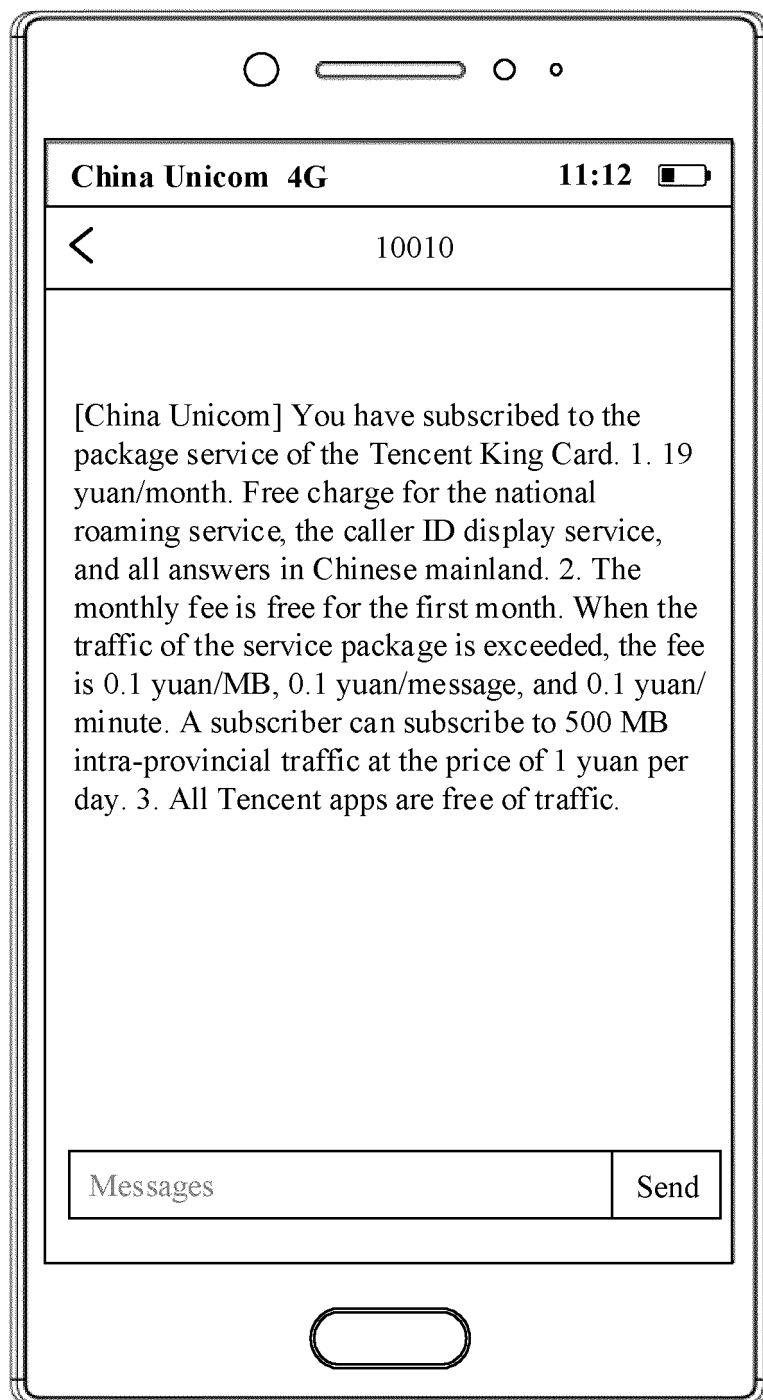 China Unicom 4G 11:12
10010
[China Unicom] You have subscribed to the
package service of the Tencent King Card. 1. 19
yuan/month. Free charge for the national
roaming service, the caller ID display service,
and all answers in Chinese mainland. 2. The
monthly fee is free for the first month. When the
traffic of the service package is exceeded, the fee
is 0.1 yuan/MB, 0.1 yuan/message, and 0.1 yuan/
minute. A subscriber can subscribe to 500 MB
intra-provincial traffic at the price of 1 yuan per
day. 3. All Tencent apps are free of traffic.
Messages Send